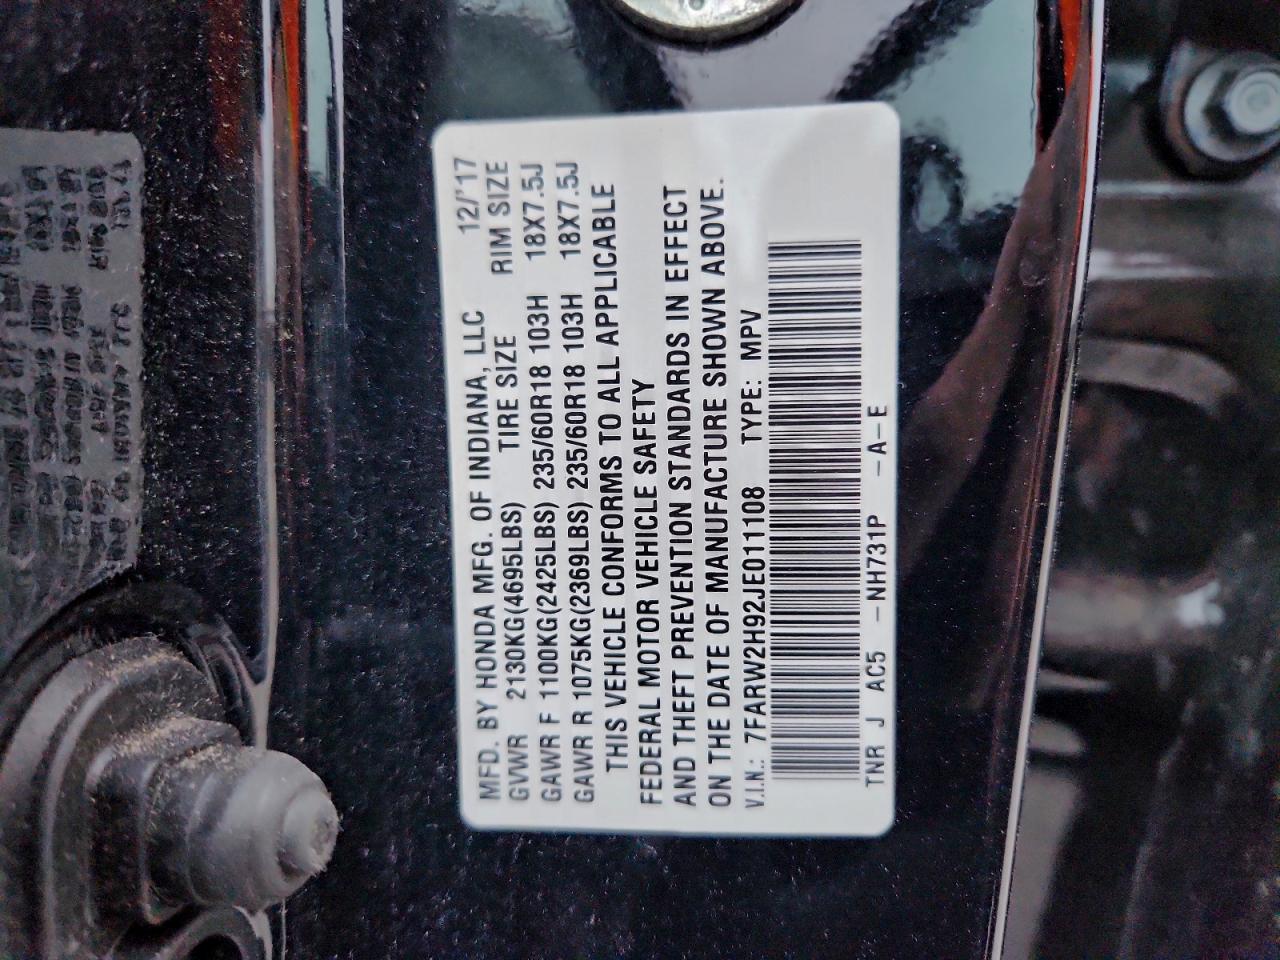 MFD. BY HONDA MFG. OF INDIANA, LLC 12/'17
GVWR 2130KG(4695LBS) TIRE SIZE RIM SIZE
GAWR F 1100KG(2425LBS) 235/60R18 103H 18X7.5J
GAWR R 1075KG(2369LBS) 235/60R18 103H 18X7.5J
THIS VEHICLE CONFORMS TO ALL APPLICABLE
FEDERAL MOTOR VEHICLE SAFETY
AND THEFT PREVENTION STANDARDS IN EFFECT
ON THE DATE OF MANUFACTURE SHOWN ABOVE.
V.I.N.: 7FARW2H92JE011108 TYPE: MPV
TNR J AC5 -NH731P -A-E